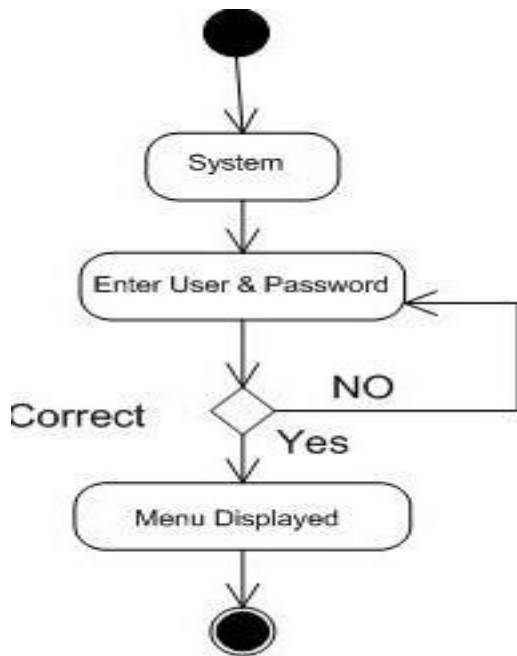 System
Enter User & Password
NO
Correct
Yes
Menu Displayed